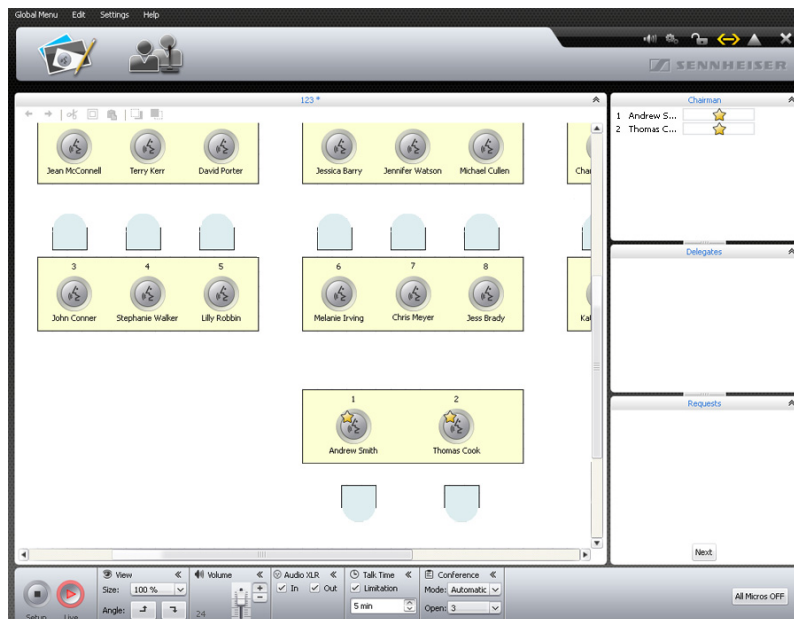 Global Menu Edit Settings Help
SENNHEISER
123 *
Jean McConnell Terry Kerr David Porter Jessica Barry Jennifer Watson Michael Cullen Char
3 4 5 6 7 8
John Conner Stephanie Walker Lilly Robbin Melanie Irving Chris Meyer Jess Brady Kat
1 2
Andrew Smith Thomas Cook
Chairman
1 Andrew S...
2 Thomas C...
Delegates
Requests
Next
View Volume Audio XLR Talk Time Conference
Size: 100 % In Out Limitation Mode: Automatic
Angle: 24 5 min Open: 3
All Micros OFF
Setup Live